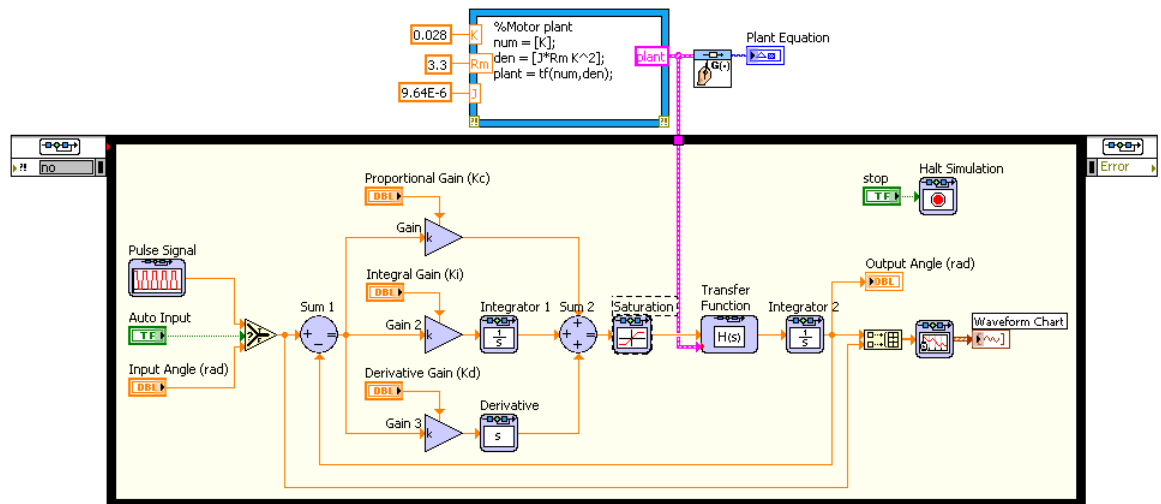 0.028
3.3
9.64E-6
K
Rm
J
%Motor plant
num = [K];
den = [J*Rm K^2];
plant = tf(num,den);
plant
G(·)
Plant Equation
?!
?!
?!
no
Error
stop
TF
Halt Simulation
Proportional Gain (Kc)
DBL
Gain
k
Pulse Signal
Integral Gain (Ki)
DBL
Output Angle (rad)
DBL
Auto Input
TF
Sum 1
Gain 2
k
Integrator 1
1
s
Sum 2
Saturation
Transfer
Function
H(s)
Integrator 2
1
s
Waveform Chart
Input Angle (rad)
DBL
Derivative Gain (Kd)
DBL
Gain 3
k
Derivative
s